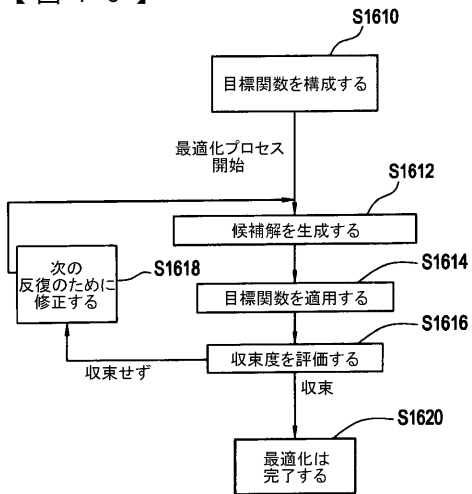 S1610
目標関数を構成する
最適化プロセス
開始
S1612
候補解を生成する
S1614
目標関数を適用する
次の
反復のために
修正する
S1618
S1616
収束度を評価する
収束せず
収束
S1620
最適化は
完了する